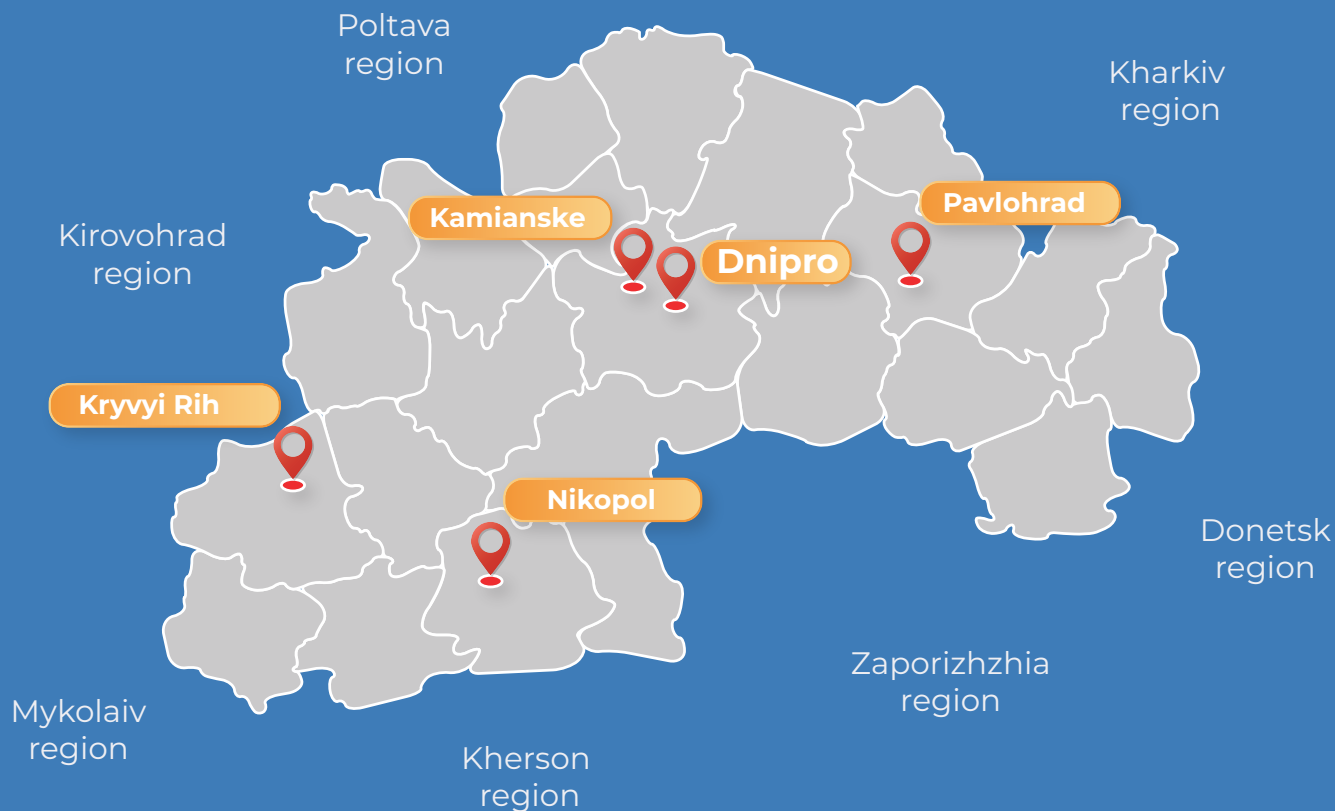 Poltava
region
Kharkiv
region
Kamianske
Pavlohrad
Kirovohrad
region
Dnipro
Kryvyi Rih
Nikopol
Donetsk
region
Zaporizhzhia
region
Mykolaiv
region
Kherson
region